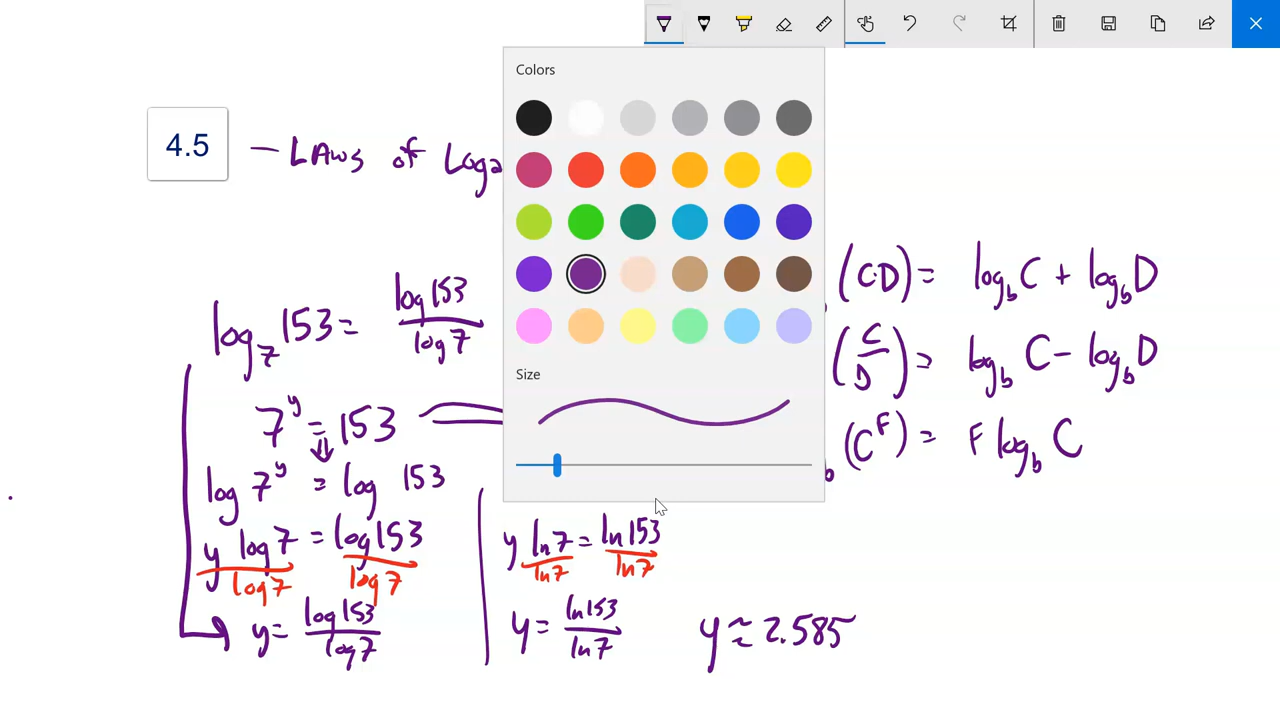 Colors
4.5 — LAws of Loga
(C·D) = log_b C + log_b D
log_7 153 = log 153 / log 7
(C/D) = log_b C - log_b D
Size
7^y = 153
b (C^F) = F log_b C
log 7^y = log 153
y log 7 = log 153
log 7 log 7
y = log 153 / log 7
y ln 7 = ln 153
ln 7 ln 7
y = ln 153 / ln 7
y ≈ 2.585